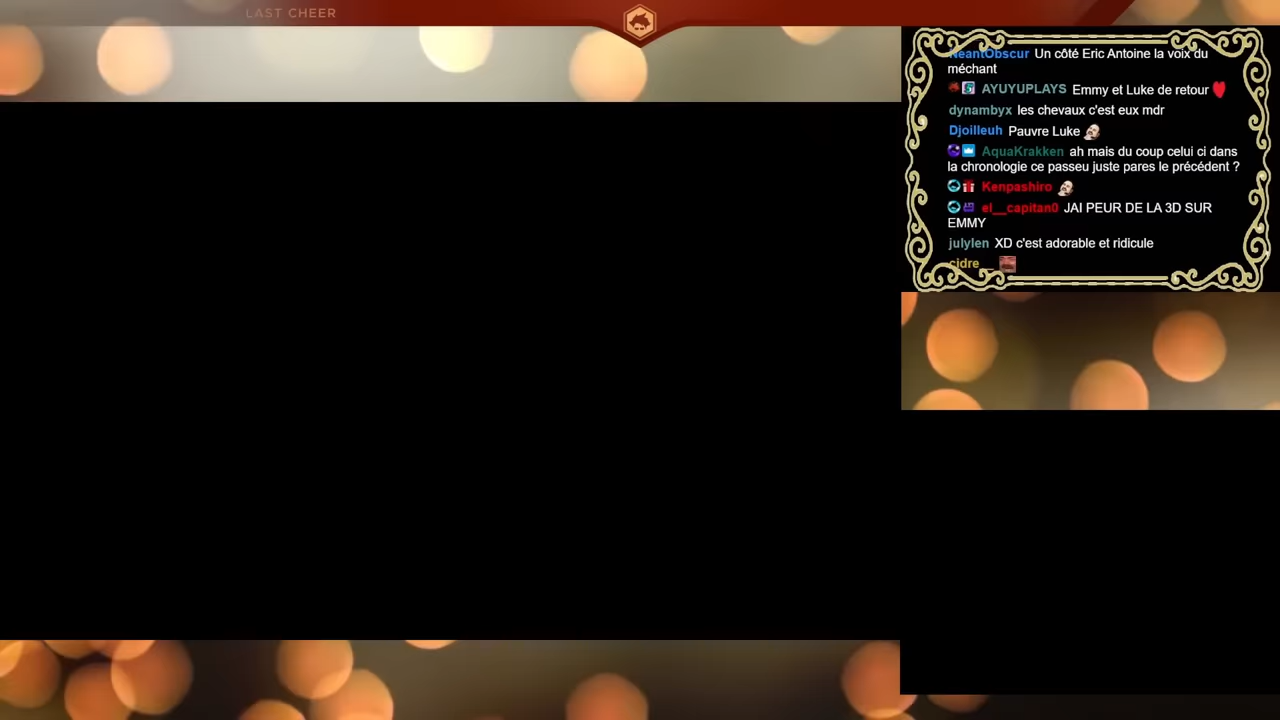 LAST CHEER
NeantObscur Un côté Eric Antoine la voix du
méchant
AYUYUPLAYS Emmy et Luke de retour
dynambyx les chevaux c'est eux mdr
Djoilleuh Pauvre Luke
AquaKrakken ah mais du coup celui ci dans
la chronologie ce passeu juste pares le précédent ?
Kenpashiro
el__capitan0 JAI PEUR DE LA 3D SUR
EMMY
julylen XD c'est adorable et ridicule